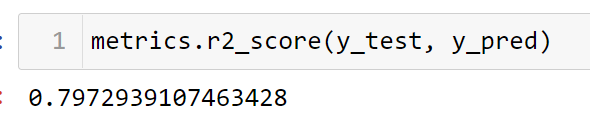 1 metrics.r2_score(y_test, y_pred)
0.7972939107463428